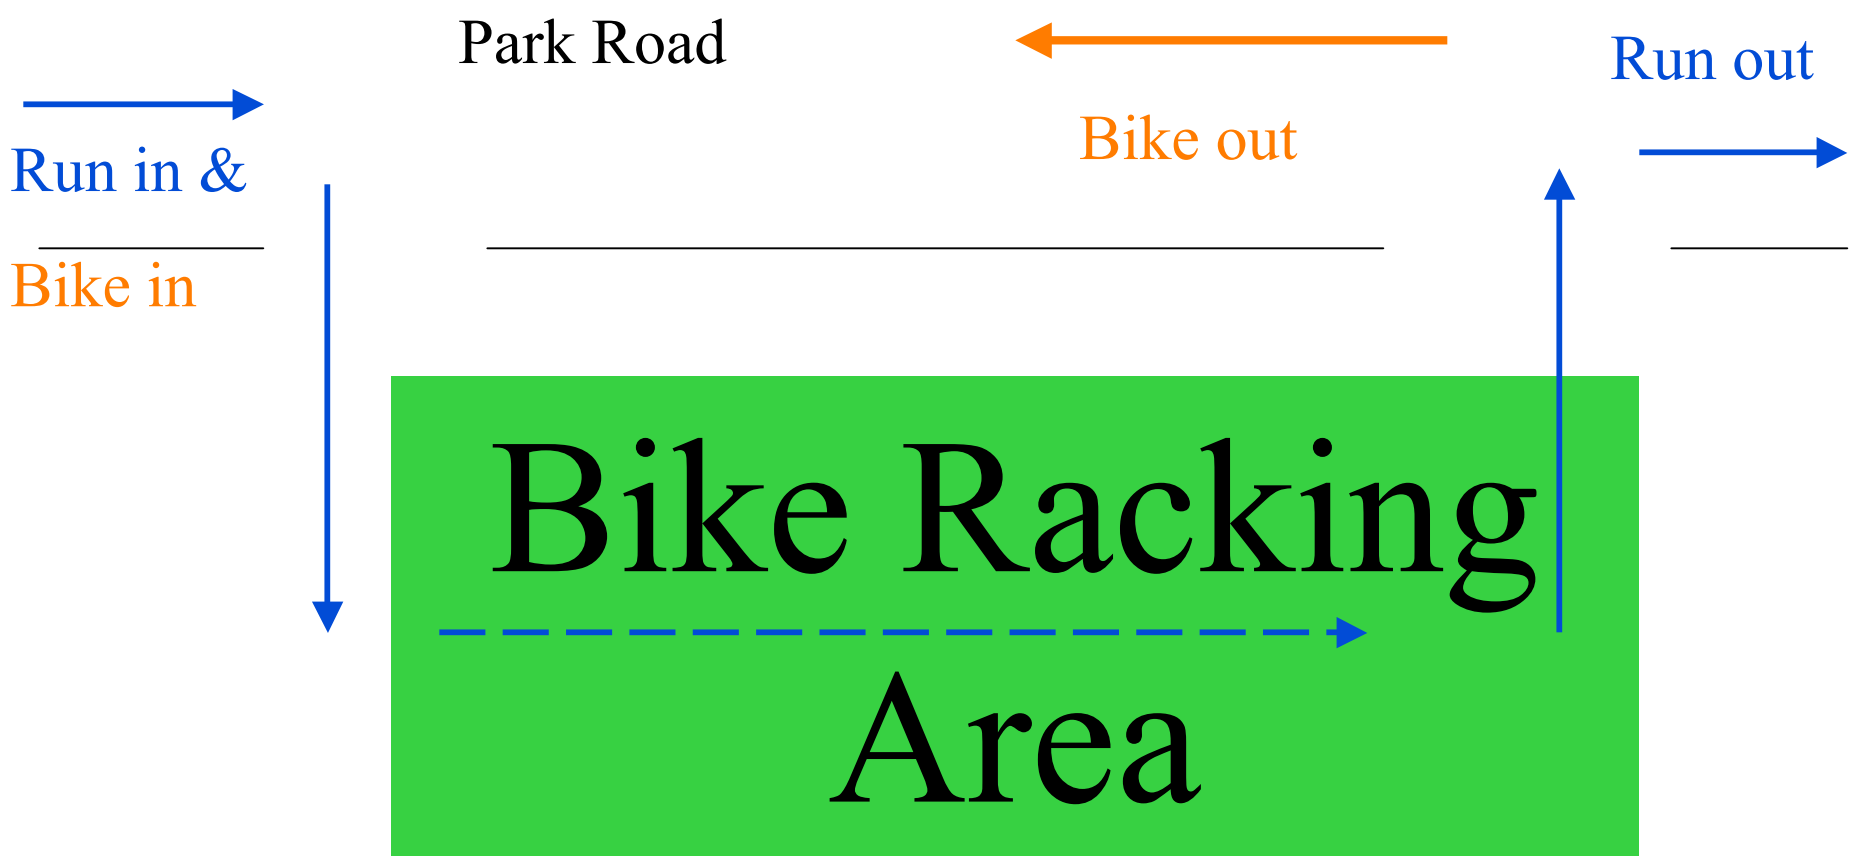 Park Road
Run out
Bike out
Run in &
Bike in
Bike Racking
Area